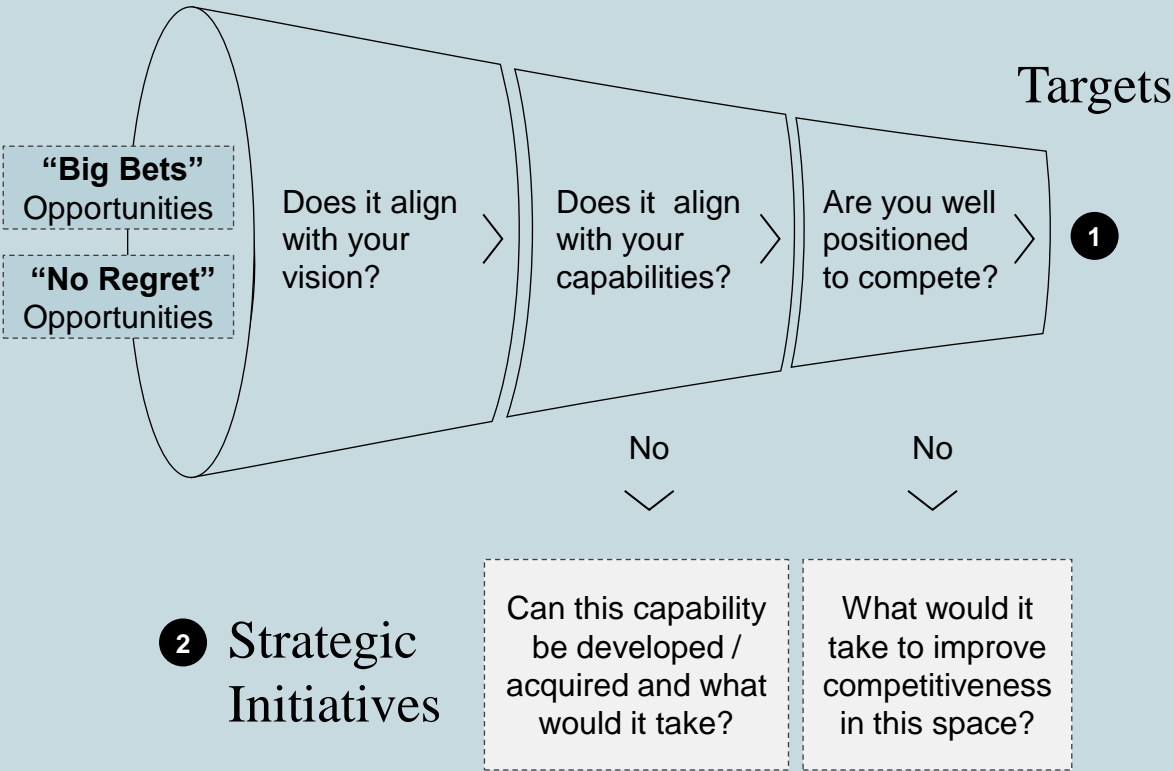 Targets
“Big Bets”
Opportunities
“No Regret”
Opportunities
Does it align
with your
vision?
Does it  align
with your
capabilities?
Are you well
positioned
to compete?
1
No
No
2 Strategic
Initiatives
Can this capability
be developed /
acquired and what
would it take?
What would it
take to improve
competitiveness
in this space?